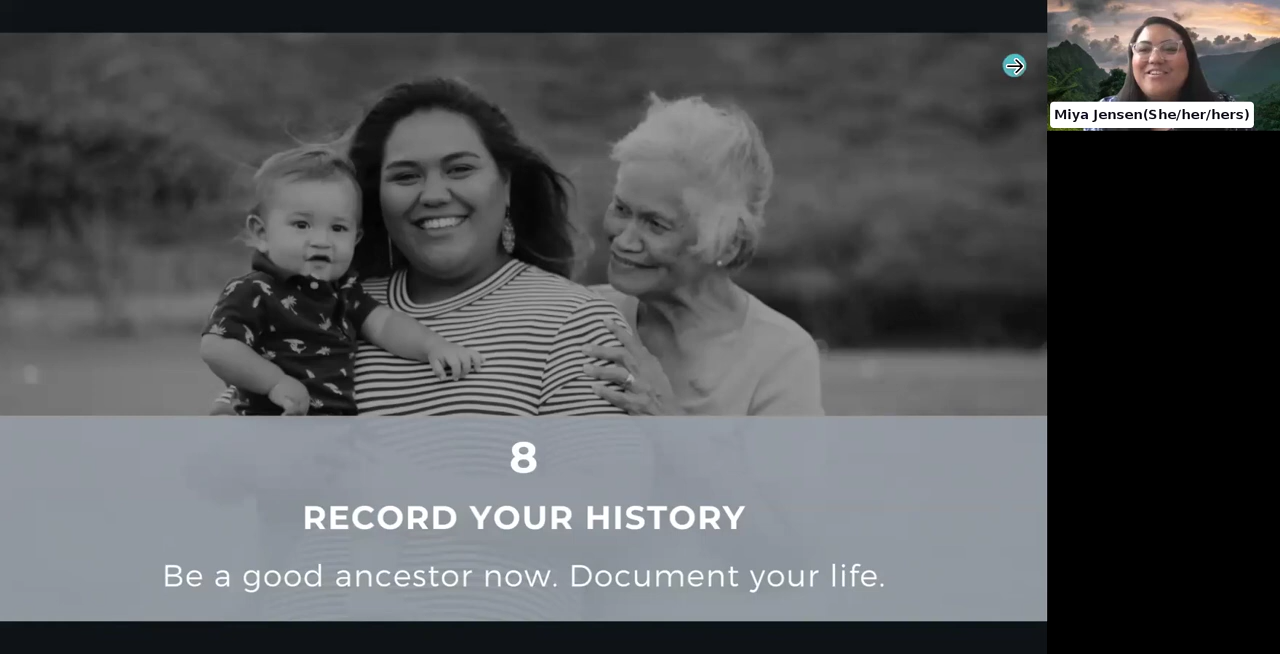 Miya Jensen(She/her/hers)
8
RECORD YOUR HISTORY
Be a good ancestor now. Document your life.